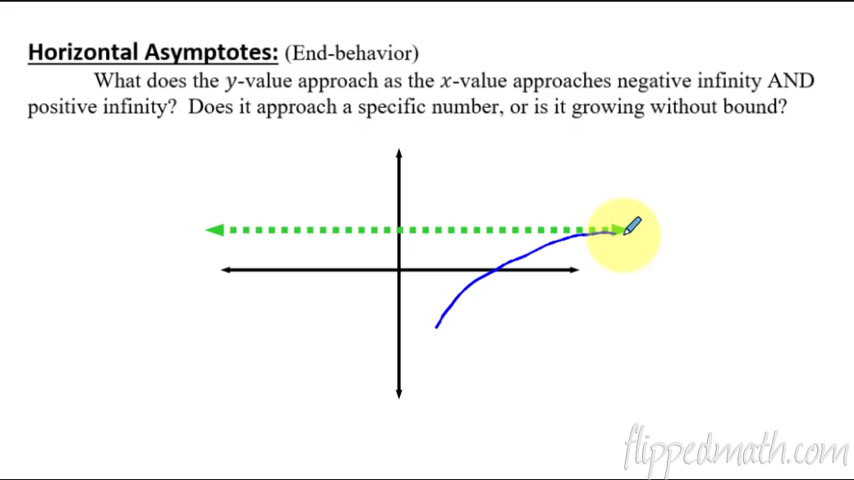 Horizontal Asymptotes: (End-behavior)
What does the y-value approach as the x-value approaches negative infinity AND
positive infinity? Does it approach a specific number, or is it growing without bound?
flippedmath.com